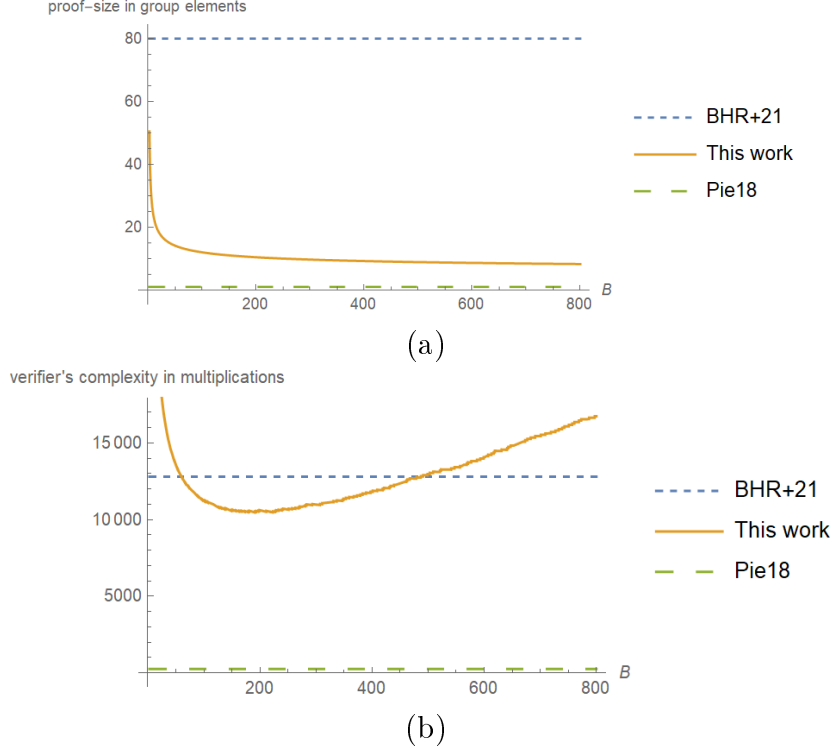 proof−size in group elements
80
60
40
20
200
400
600
800
B
BHR+21
This work
Pie18
(a)
verifier's complexity in multiplications
15 000
10 000
5000
200
400
600
800
B
BHR+21
This work
Pie18
(b)